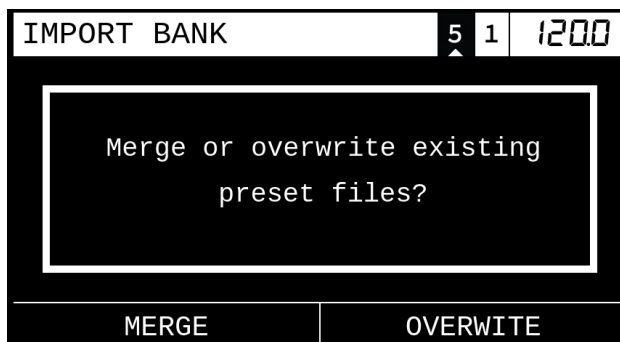 IMPORT BANK 5 1 120.0
Merge or overwrite existing
preset files?
MERGE OVERWITE